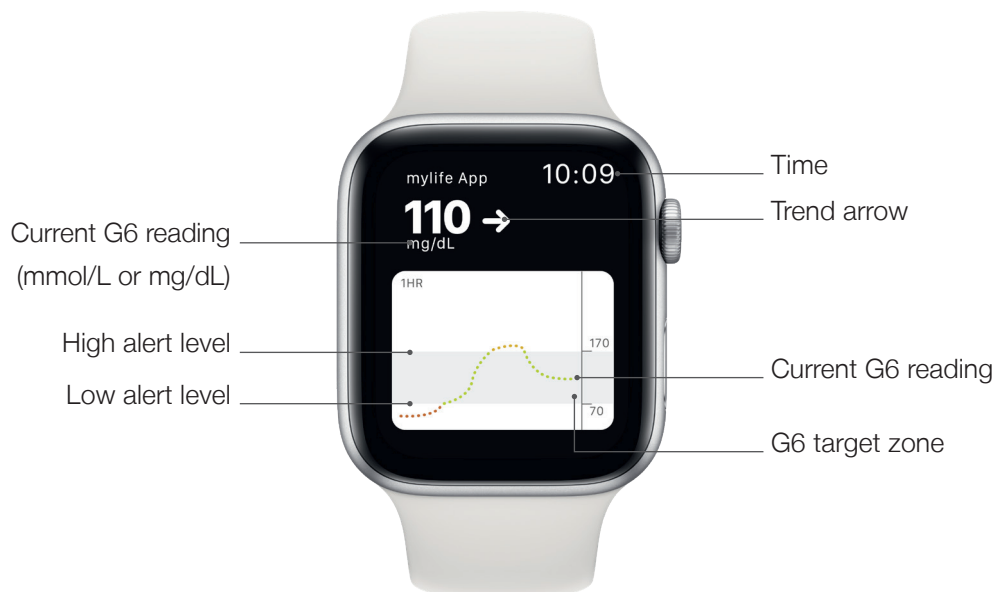 mylife App
10:09
110
mg/dL
1HR
170
70
Current G6 reading
(mmol/L or mg/dL)
High alert level
Low alert level
Time
Trend arrow
Current G6 reading
G6 target zone